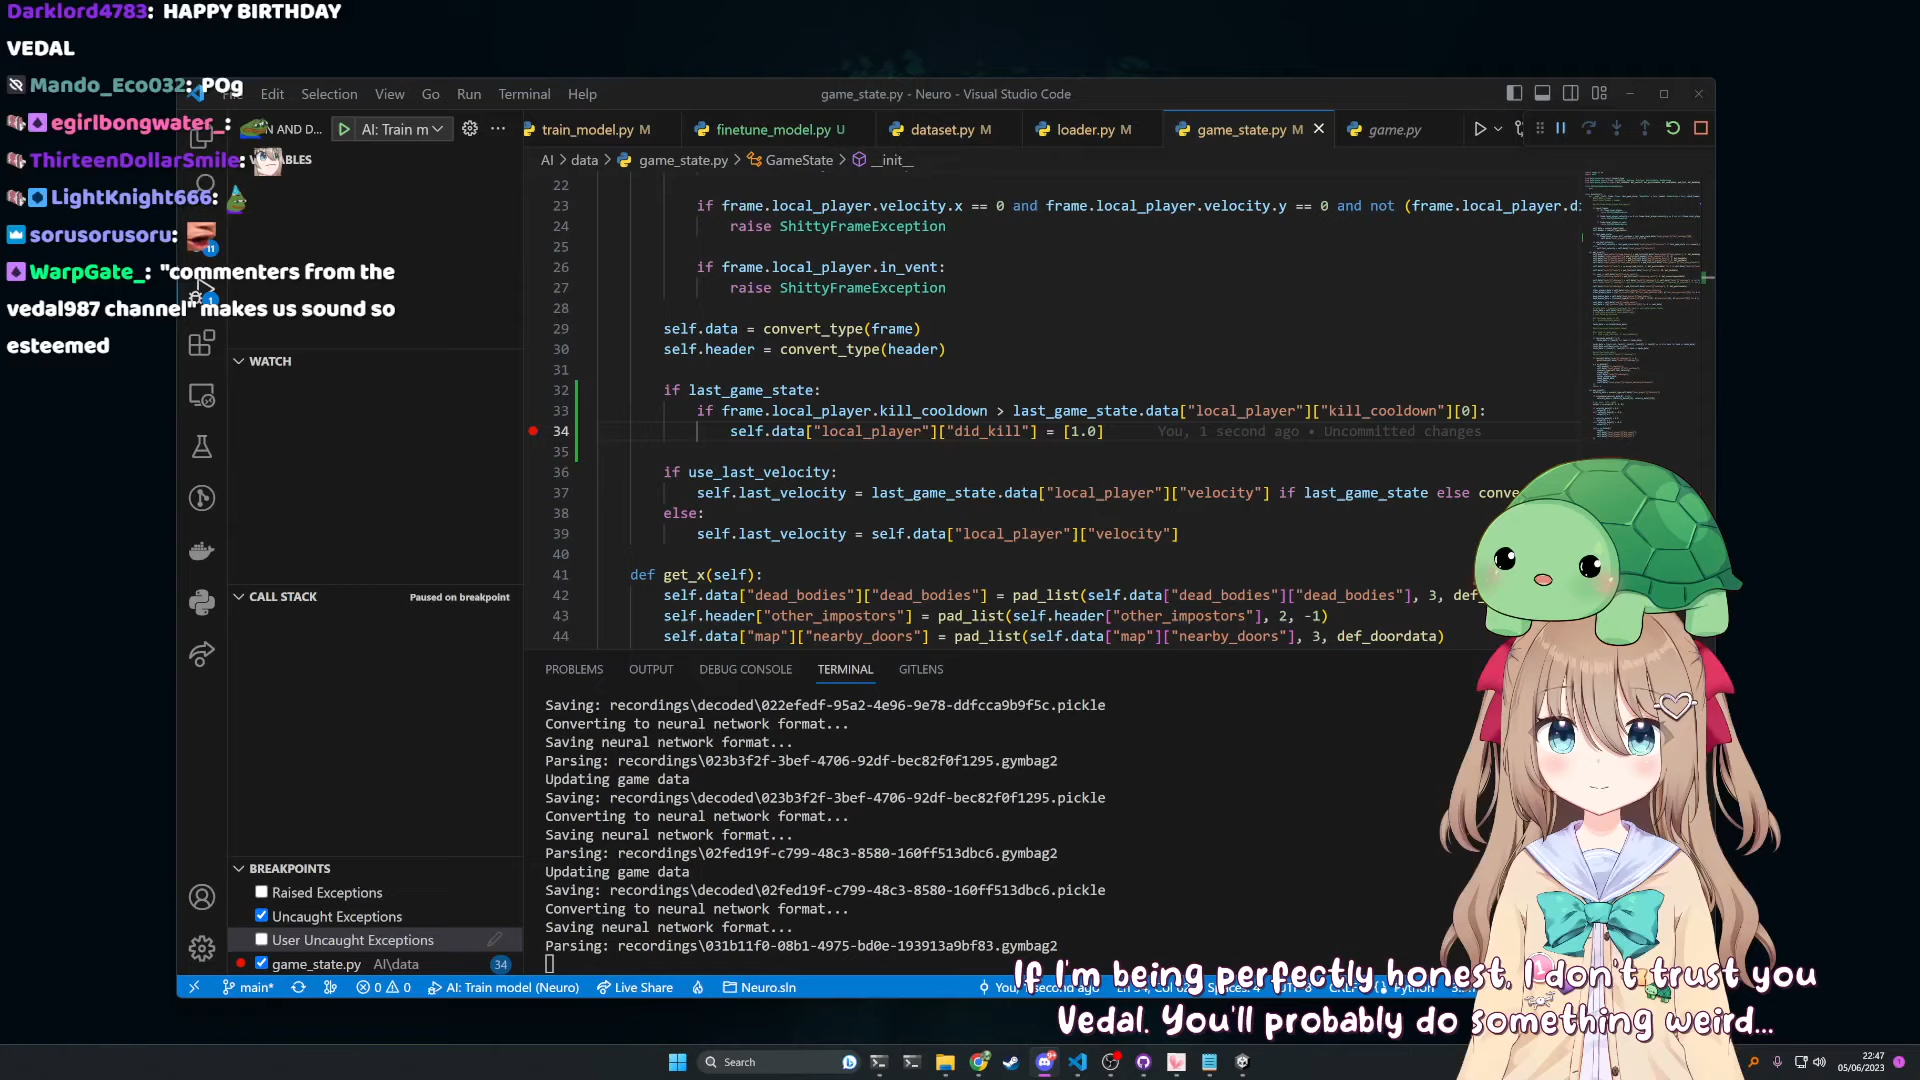 Darklord4783: HAPPY BIRTHDAY
VEDAL
Mando_Eco032: POg
egirlbongwater_:
ThirteenDollarSmile:
LightKnight666:
sorusorusoru:
WarpGate_: "commenters from the
vedal987 channel" makes us sound so
esteemed
Edit Selection View Go Run Terminal Help
game_state.py - Neuro - Visual Studio Code
N AND D... AI: Train m
train_model.py M
finetune_model.py U
dataset.py M
loader.py M
game_state.py M
game.py
ABLES
AI > data > game_state.py > GameState > __init__
22
23 if frame.local_player.velocity.x == 0 and frame.local_player.velocity.y == 0 and not (frame.local_player.di
24 raise ShittyFrameException
25
26 if frame.local_player.in_vent:
27 raise ShittyFrameException
28
29 self.data = convert_type(frame)
30 self.header = convert_type(header)
31
32 if last_game_state:
33 if frame.local_player.kill_cooldown > last_game_state.data["local_player"]["kill_cooldown"][0]:
34 self.data["local_player"]["did_kill"] = [1.0] You, 1 second ago • Uncommitted changes
35
36 if use_last_velocity:
37 self.last_velocity = last_game_state.data["local_player"]["velocity"] if last_game_state else conve
38 else:
39 self.last_velocity = self.data["local_player"]["velocity"]
40
41 def get_x(self):
42 self.data["dead_bodies"]["dead_bodies"] = pad_list(self.data["dead_bodies"]["dead_bodies"], 3, def_
43 self.header["other_impostors"] = pad_list(self.header["other_impostors"], 2, -1)
44 self.data["map"]["nearby_doors"] = pad_list(self.data["map"]["nearby_doors"], 3, def_doordata)
11
1
WATCH
CALL STACK
Paused on breakpoint
BREAKPOINTS
Raised Exceptions
Uncaught Exceptions
User Uncaught Exceptions
game_state.py AI\data 34
PROBLEMS OUTPUT DEBUG CONSOLE TERMINAL GITLENS
Saving: recordings\decoded\022efedf-95a2-4e96-9e78-ddfcca9b9f5c.pickle
Converting to neural network format...
Saving neural network format...
Parsing: recordings\023b3f2f-3bef-4706-92df-bec82f0f1295.gymbag2
Updating game data
Saving: recordings\decoded\023b3f2f-3bef-4706-92df-bec82f0f1295.pickle
Converting to neural network format...
Saving neural network format...
Parsing: recordings\02fed19f-c799-48c3-8580-160ff513dbc6.gymbag2
Updating game data
Saving: recordings\decoded\02fed19f-c799-48c3-8580-160ff513dbc6.pickle
Converting to neural network format...
Saving neural network format...
Parsing: recordings\031b11f0-08b1-4975-bd0e-193913a9bf83.gymbag2
main* 0 0 AI: Train model (Neuro) Live Share Neuro.sln
If I'm being perfectly honest, I don't trust you
Vedal. You'll probably do something weird...
Search
22:47
05/06/2023